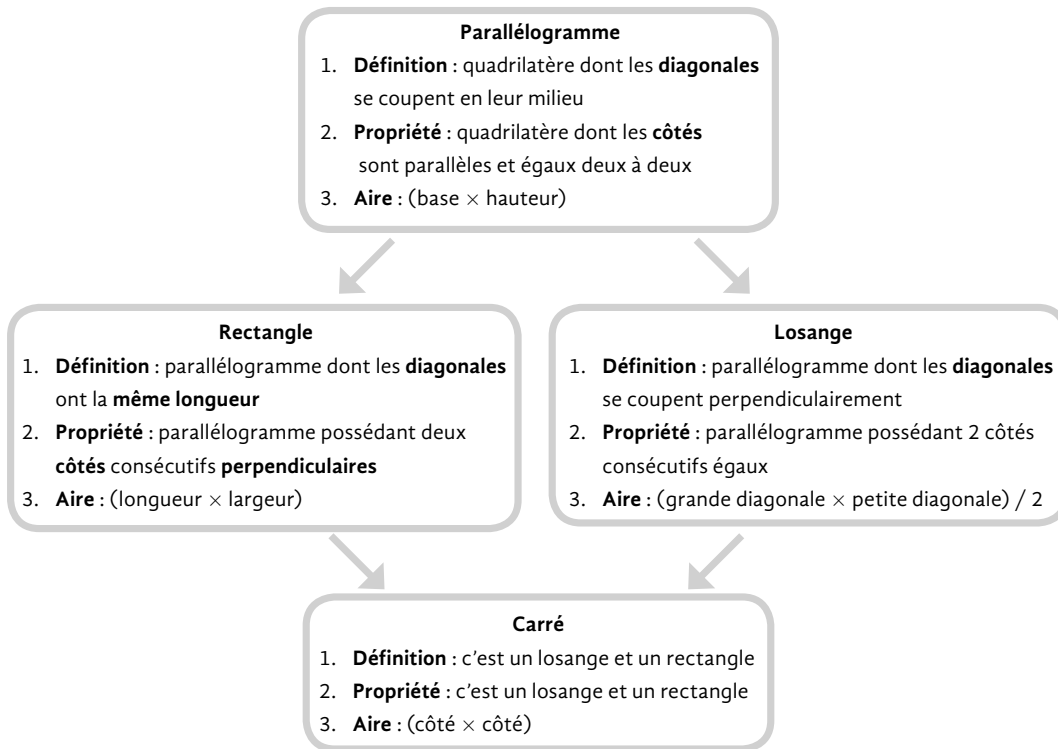 Parallélogramme
1. Définition : quadrilatère dont les diagonales
se coupent en leur milieu
2. Propriété : quadrilatère dont les côtés
sont parallèles et égaux deux à deux
3. Aire : (base × hauteur)
Rectangle
1. Définition : parallélogramme dont les diagonales
ont la même longueur
2. Propriété : parallélogramme possédant deux
côtés consécutifs perpendiculaires
3. Aire : (longueur × largeur)
Losange
1. Définition : parallélogramme dont les diagonales
se coupent perpendiculairement
2. Propriété : parallélogramme possédant 2 côtés
consécutifs égaux
3. Aire : (grande diagonale × petite diagonale) / 2
Carré
1. Définition : c'est un losange et un rectangle
2. Propriété : c'est un losange et un rectangle
3. Aire : (côté × côté)